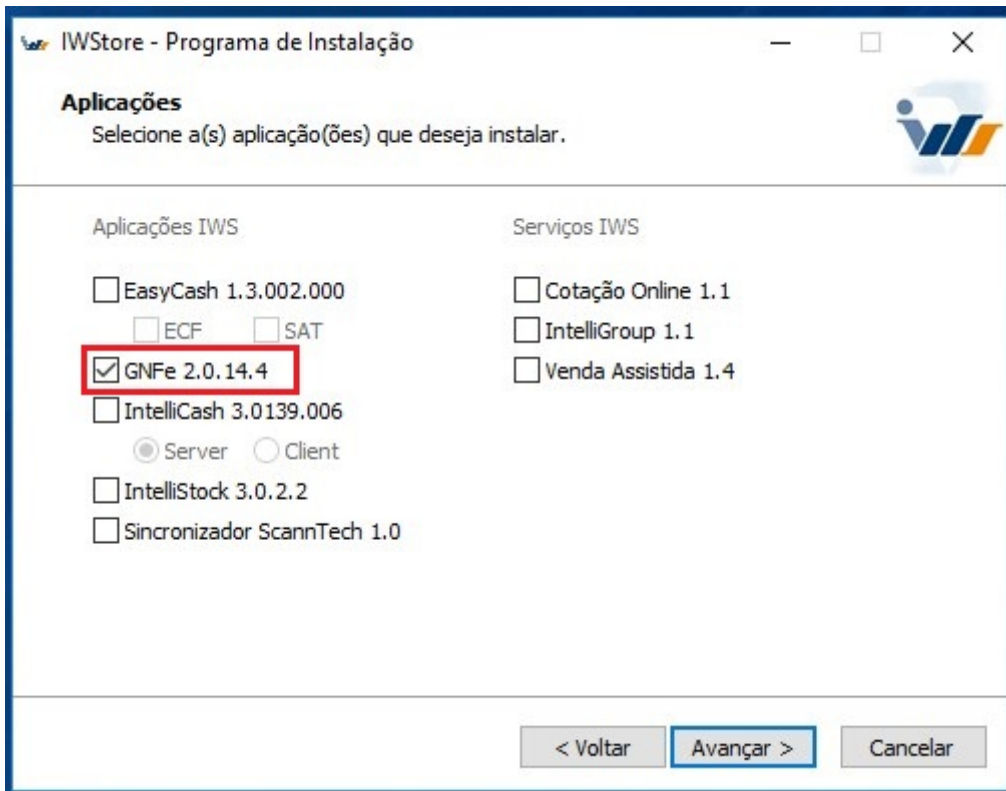 IWStore - Programa de Instalação
Aplicações
Selecione a(s) aplicação(ões) que deseja instalar.
iws
Aplicações IWS
EasyCash 1.3.002.000
ECF SAT
GNFe 2.0.14.4
IntelliCash 3.0139.006
Server Client
IntelliStock 3.0.2.2
Sincronizador ScannTech 1.0
Serviços IWS
Cotação Online 1.1
IntelliGroup 1.1
Venda Assistida 1.4
< Voltar Avançar > Cancelar